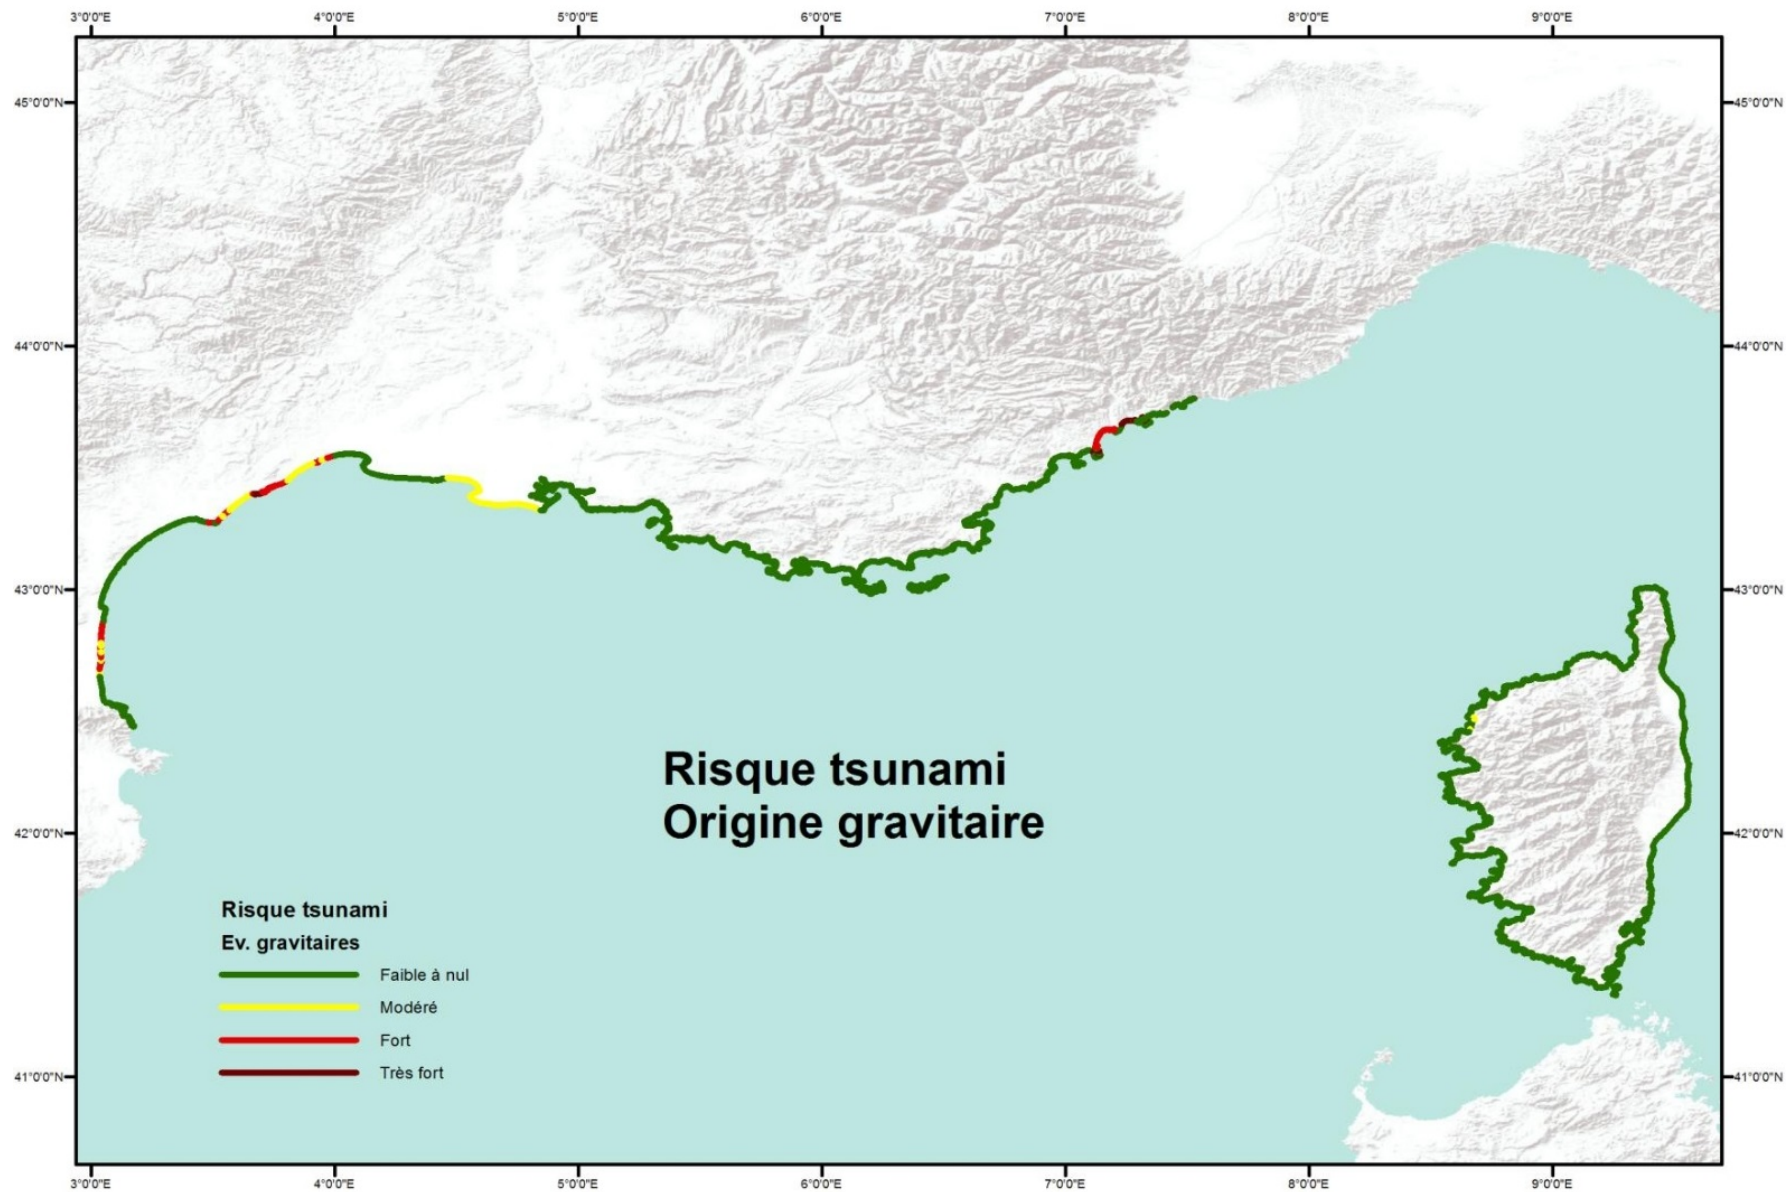 3°0'0"E 4°0'0"E 5°0'0"E 6°0'0"E 7°0'0"E 8°0'0"E 9°0'0"E
45°0'0"N 45°0'0"N
44°0'0"N 44°0'0"N
43°0'0"N 43°0'0"N
Risque tsunami
Origine gravitaire
42°0'0"N 42°0'0"N
Risque tsunami
Ev. gravitaires
Faible à nul
Modéré
Fort
Très fort
41°0'0"N 41°0'0"N
3°0'0"E 4°0'0"E 5°0'0"E 6°0'0"E 7°0'0"E 8°0'0"E 9°0'0"E